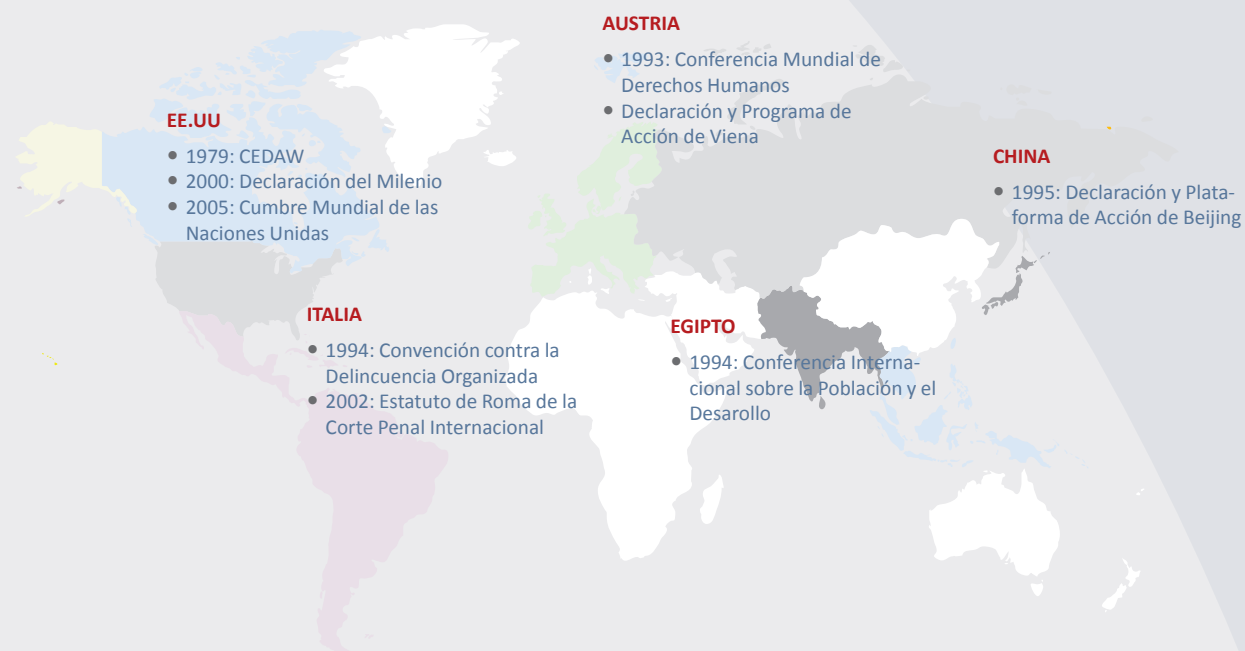 AUSTRIA
• 1993: Conferencia Mundial de
Derechos Humanos
• Declaración y Programa de
Acción de Viena
EE.UU
• 1979: CEDAW
• 2000: Declaración del Milenio
• 2005: Cumbre Mundial de las
Naciones Unidas
CHINA
• 1995: Declaración y Plata-
forma de Acción de Beijing
ITALIA
• 1994: Convención contra la
Delincuencia Organizada
• 2002: Estatuto de Roma de la
Corte Penal Internacional
EGIPTO
• 1994: Conferencia Interna-
cional sobre la Población y el
Desarollo